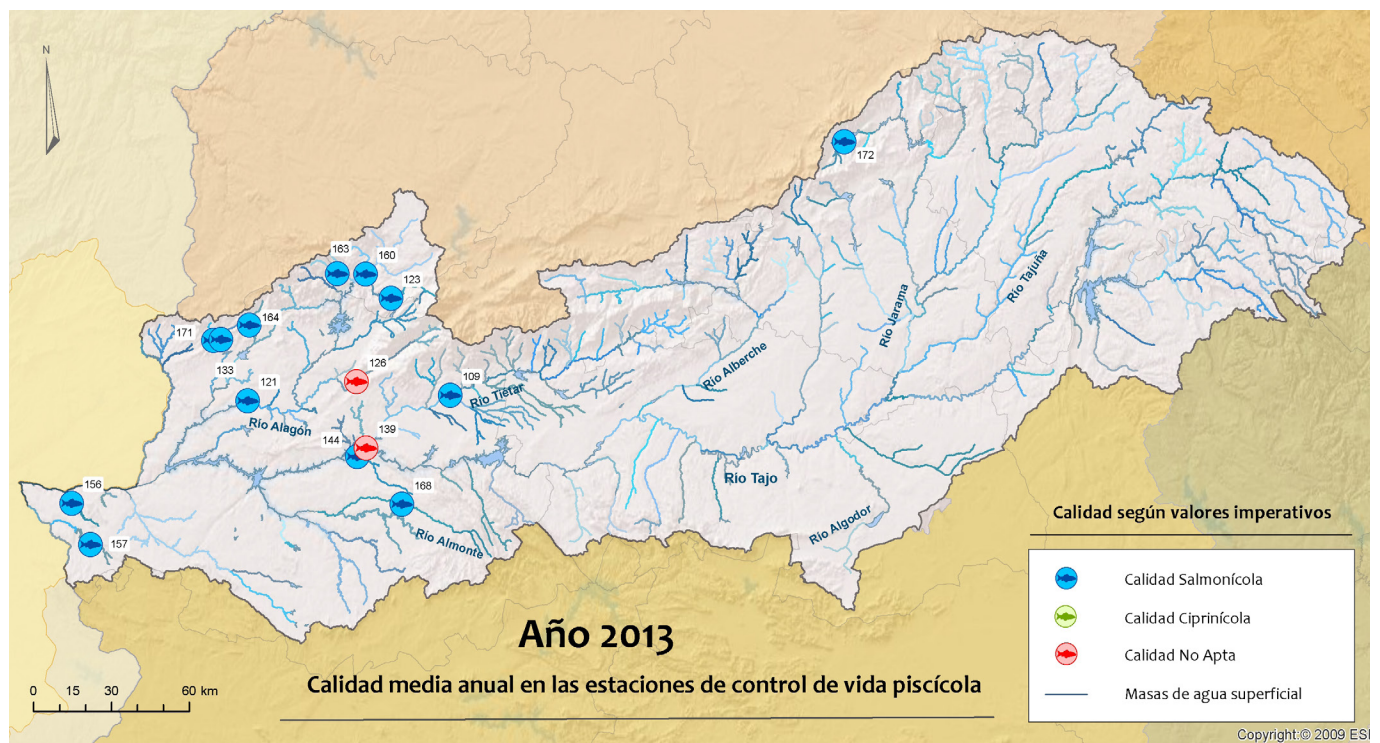 N
172
163
160
123
164
171
133
126
121
109
Río Tiétar
Río Alagón
144
139
156
168
157
Río Almonte
Río Alberche
Río Jarama
Río Tajuña
Río Tajo
Río Algodor
Calidad según valores imperativos
Calidad Salmonícola
Calidad Ciprinícola
Calidad No Apta
Masas de agua superficial
Año 2013
Calidad media anual en las estaciones de control de vida piscícola
0 15 30 60 km
Copyright:© 2009 ESI